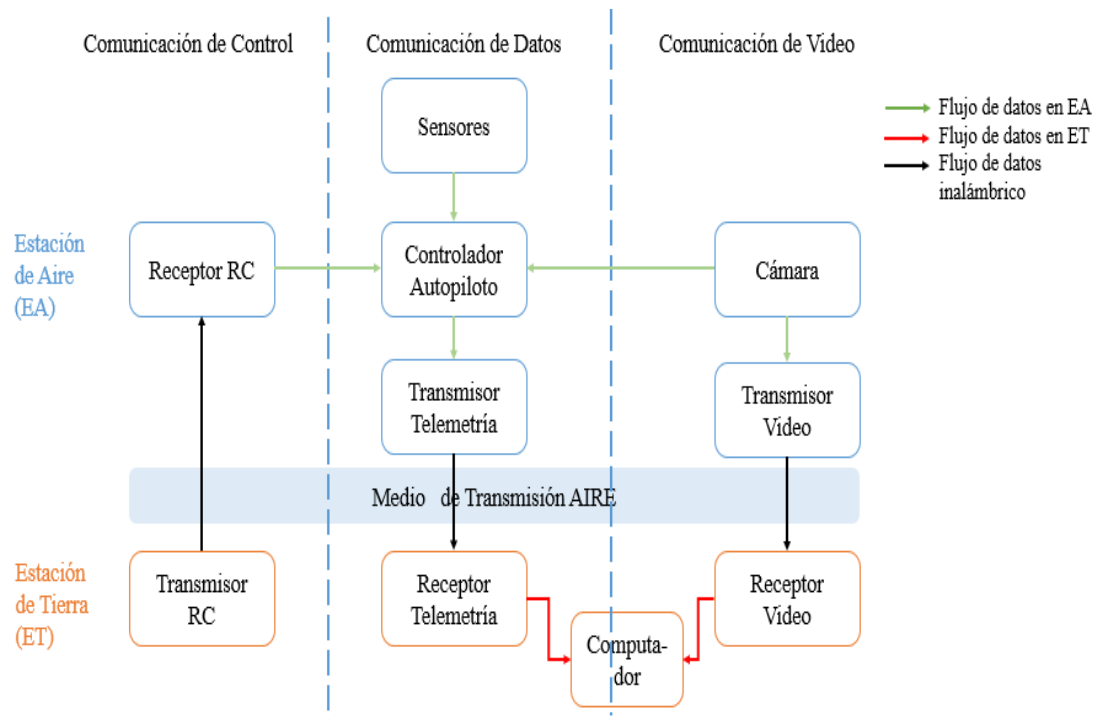 Comunicación de Control
Comunicación de Datos
Comunicación de Video
Flujo de datos en EA
Flujo de datos en ET
Flujo de datos
inalámbrico
Sensores
Estación
de Aire
(EA)
Receptor RC
Controlador
Autopiloto
Cámara
Transmisor
Telemetría
Transmisor
Video
Medio de Transmisión AIRE
Estación
de Tierra
(ET)
Transmisor
RC
Receptor
Telemetría
Receptor
Video
Computa-
dor